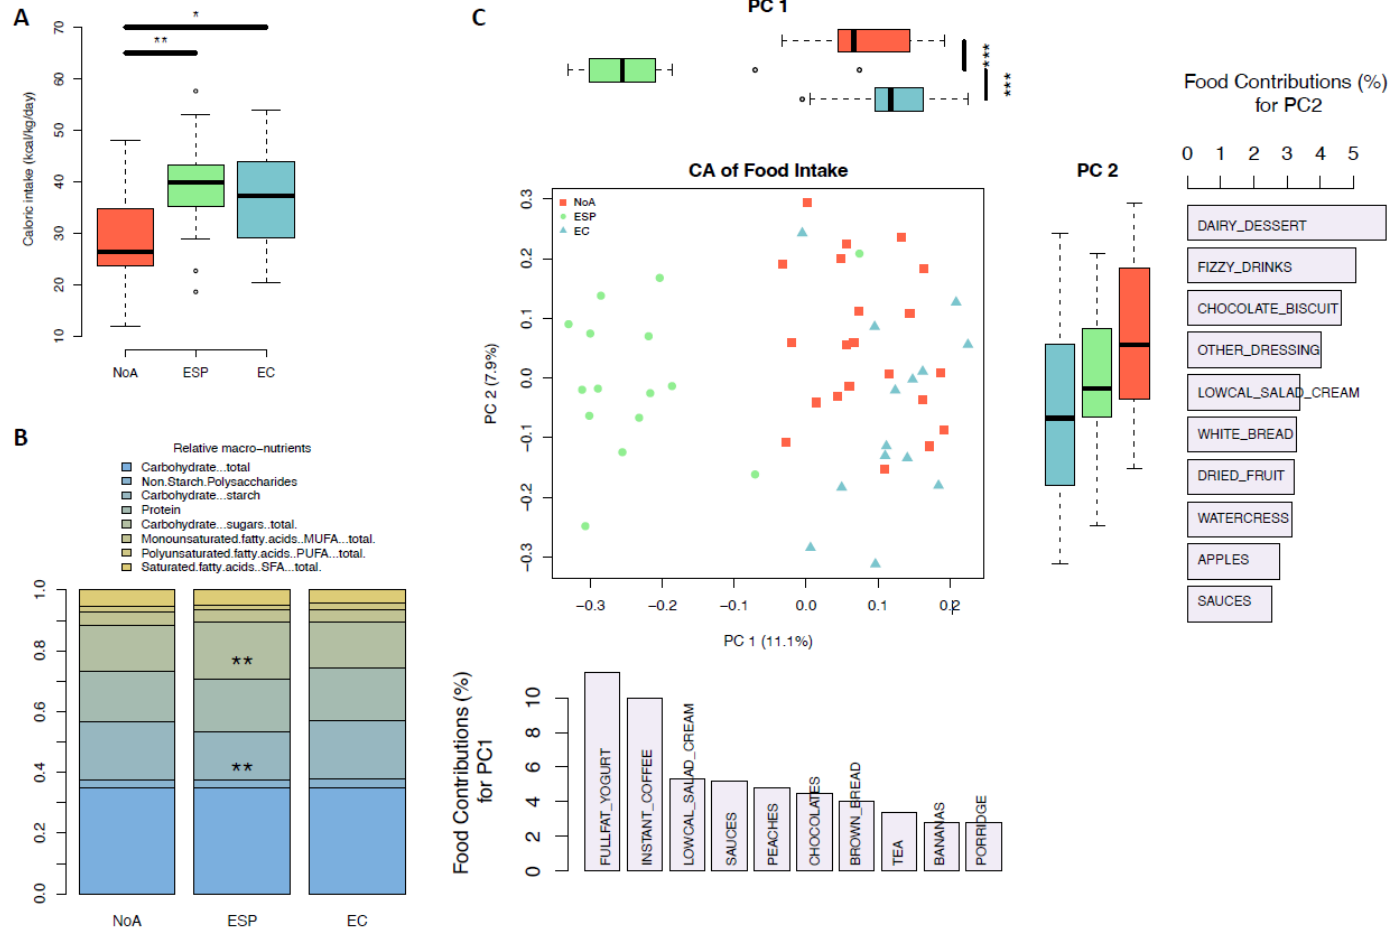 A
Caloric intake (kcal/kg/day)
70
60
50
40
30
20
10
*
**
NoA
ESP
EC
B
Relative macro-nutrients
Carbohydrate...total
Non.Starch.Polysaccharides
Carbohydrate...starch
Protein
Carbohydrate...sugars..total.
Monounsaturated.fatty.acids..MUFA...total.
Polyunsaturated.fatty.acids..PUFA...total.
Saturated.fatty.acids..SFA...total.
1.0
0.8
0.6
0.4
0.2
0.0
**
**
NoA
ESP
EC
C
PC 1
***
***
CA of Food Intake
NoA
ESP
EC
PC 2 (7.9%)
0.3
0.2
0.1
0.0
−0.1
−0.2
−0.3
−0.3
−0.2
−0.1
0.0
0.1
0.2
PC 1 (11.1%)
PC 2
Food Contributions (%)
for PC2
0 1 2 3 4 5
DAIRY_DESSERT
FIZZY_DRINKS
CHOCOLATE_BISCUIT
OTHER_DRESSING
LOWCAL_SALAD_CREAM
WHITE_BREAD
DRIED_FRUIT
WATERCRESS
APPLES
SAUCES
Food Contributions (%)
for PC1
10
8
6
4
2
0
FULLFAT_YOGURT
INSTANT_COFFEE
LOWCAL_SALAD_CREAM
SAUCES
PEACHES
CHOCOLATES
BROWN_BREAD
TEA
BANANAS
PORRIDGE